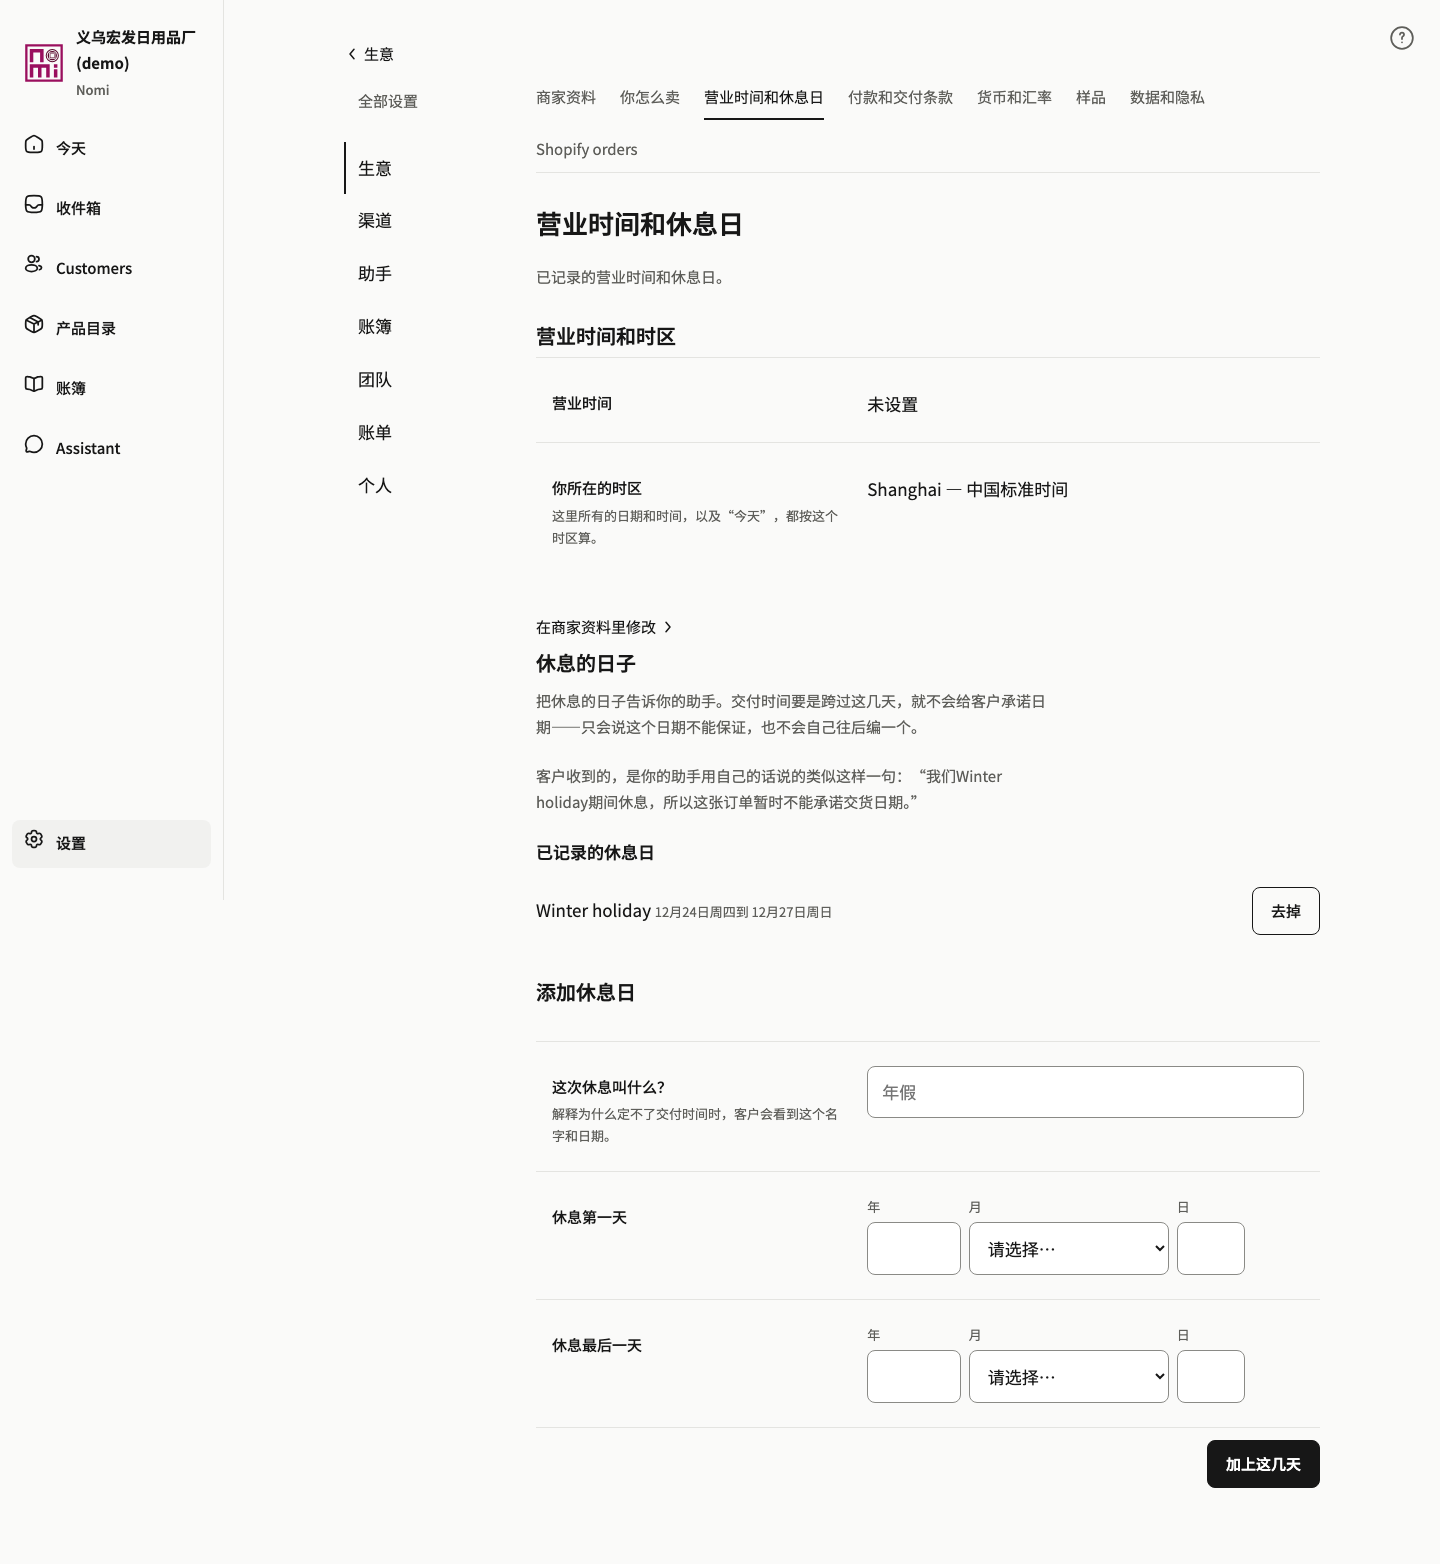 义乌宏发日用品厂
(demo)
Nomi
今天
收件箱
Customers
产品目录
账簿
Assistant
设置
生意
全部设置
生意
渠道
助手
账簿
团队
账单
个人
商家资料 你怎么卖 营业时间和休息日 付款和交付条款 货币和汇率 样品 数据和隐私
Shopify orders
营业时间和休息日
已记录的营业时间和休息日。
营业时间和时区
营业时间 未设置
你所在的时区 Shanghai — 中国标准时间
这里所有的日期和时间，以及“今天”，都按这个
时区算。
在商家资料里修改
休息的日子
把休息的日子告诉你的助手。交付时间要是跨过这几天，就不会给客户承诺日
期——只会说这个日期不能保证，也不会自己往后编一个。
客户收到的，是你的助手用自己的话说的类似这样一句：“我们Winter
holiday期间休息，所以这张订单暂时不能承诺交货日期。”
已记录的休息日
Winter holiday 12月24日周四到 12月27日周日 去掉
添加休息日
这次休息叫什么？ 年假
解释为什么定不了交付时间时，客户会看到这个名
字和日期。
休息第一天 年 月 日
请选择…
休息最后一天 年 月 日
请选择…
加上这几天